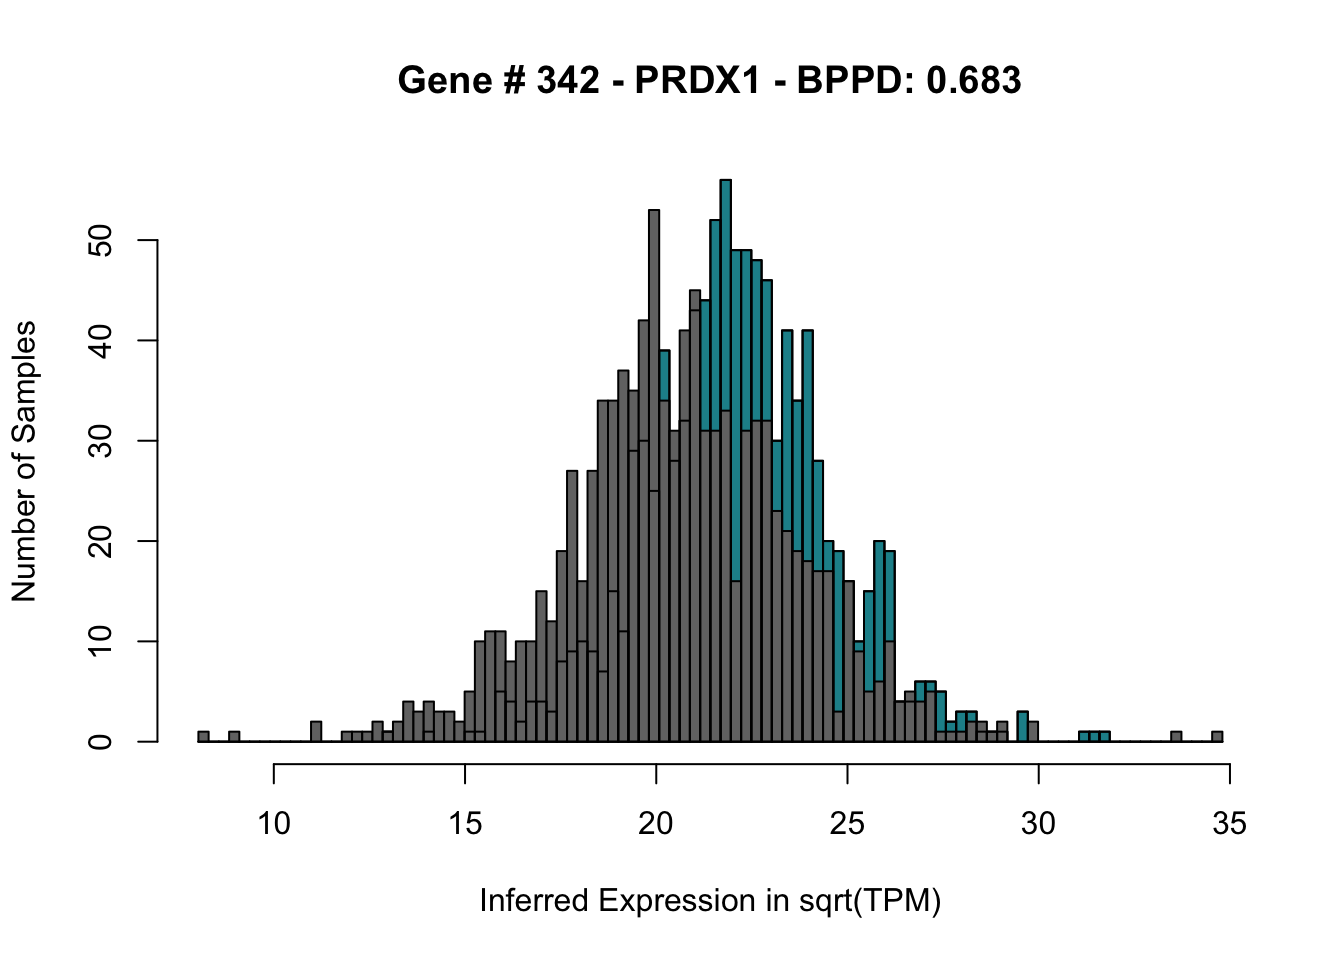 Gene # 342 - PRDX1 - BPPD: 0.683
Number of Samples
50
40
30
20
10
0
10 15 20 25 30 35
Inferred Expression in sqrt(TPM)